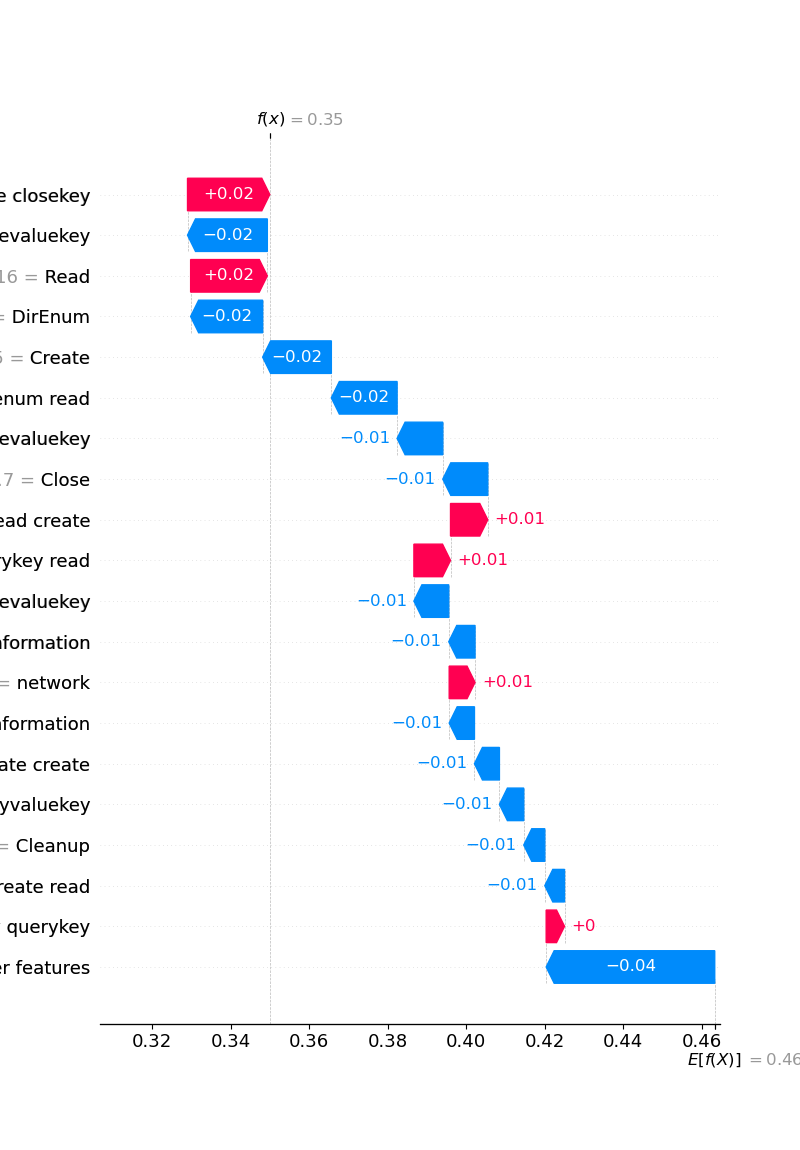 f(x) = 0.35
e closekey +0.02
evaluekey −0.02
16 = Read +0.02
= DirEnum −0.02
= Create −0.02
enum read −0.02
evaluekey −0.01
.7 = Close −0.01
ead create +0.01
ykey read +0.01
evaluekey −0.01
nformation −0.01
= network +0.01
nformation −0.01
ate create −0.01
yvaluekey −0.01
= Cleanup −0.01
reate read −0.01
querykey +0
er features −0.04
0.32 0.34 0.36 0.38 0.40 0.42 0.44 0.46
E[f(X)] = 0.46